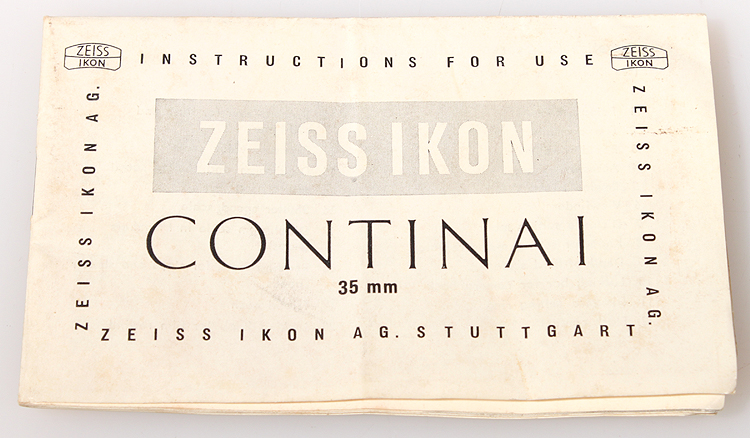 ZEISS
IKON
INSTRUCTIONS FOR USE
ZEISS
IKON
ZEISS IKON AG.
ZEISS IKON
CONTINA I
35 mm
ZEISS IKON AG.
ZEISS IKON AG. STUTTGART